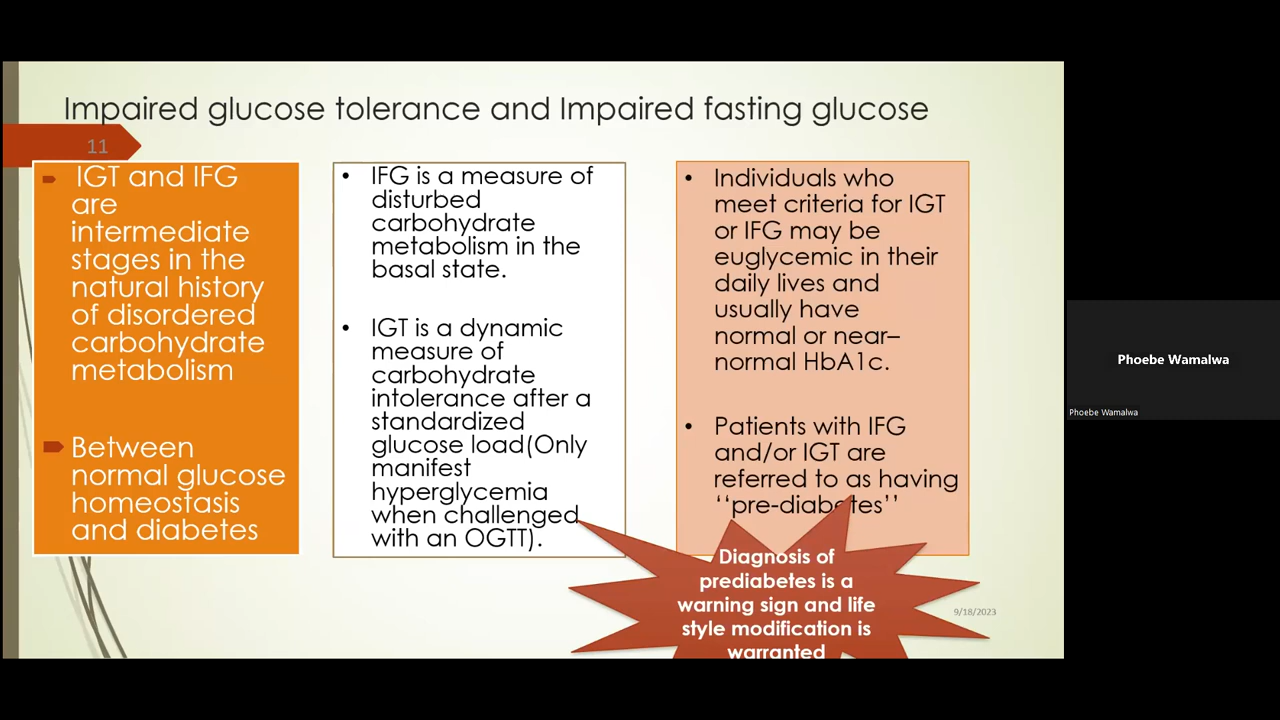 Impaired glucose tolerance and Impaired fasting glucose
11
IGT and IFG
are
intermediate
stages in the
natural history
of disordered
carbohydrate
metabolism
Between
normal glucose
homeostasis
and diabetes
• IFG is a measure of
disturbed
carbohydrate
metabolism in the
basal state.
• IGT is a dynamic
measure of
carbohydrate
intolerance after a
standardized
glucose load(Only
manifest
hyperglycemia
when challenged
with an OGTT).
• Individuals who
meet criteria for IGT
or IFG may be
euglycemic in their
daily lives and
usually have
normal or near–
normal HbA1c.
• Patients with IFG
and/or IGT are
referred to as having
‘‘pre-diabetes’’
Diagnosis of
prediabetes is a
warning sign and life
style modification is
warranted
9/18/2023
Phoebe Wamalwa
Phoebe Wamalwa